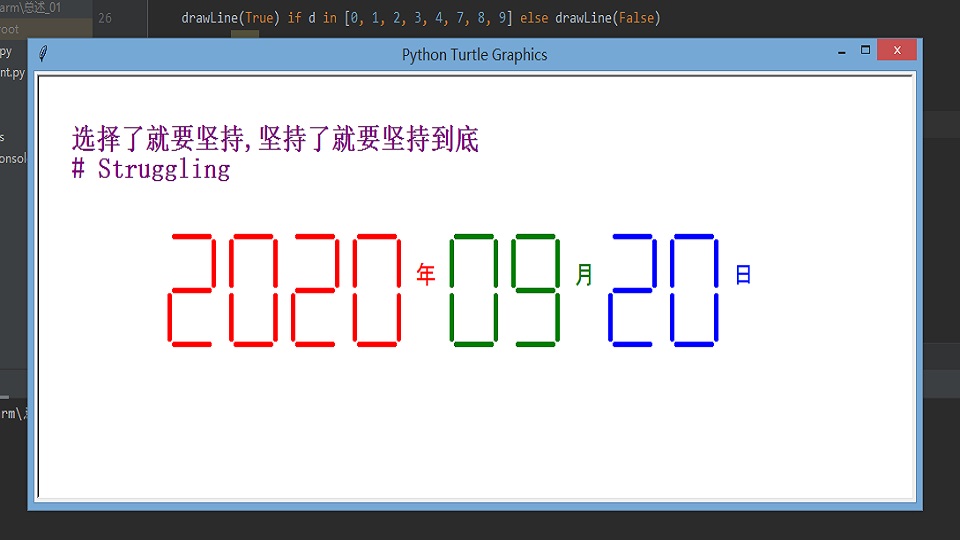 arm\总述_01
root
26 drawLine(True) if d in [0, 1, 2, 3, 4, 7, 8, 9] else drawLine(False)
py
nt.py
s
onsol
arm\
Python Turtle Graphics
选择了就要坚持,坚持了就要坚持到底
# Struggling
2020年09月20日